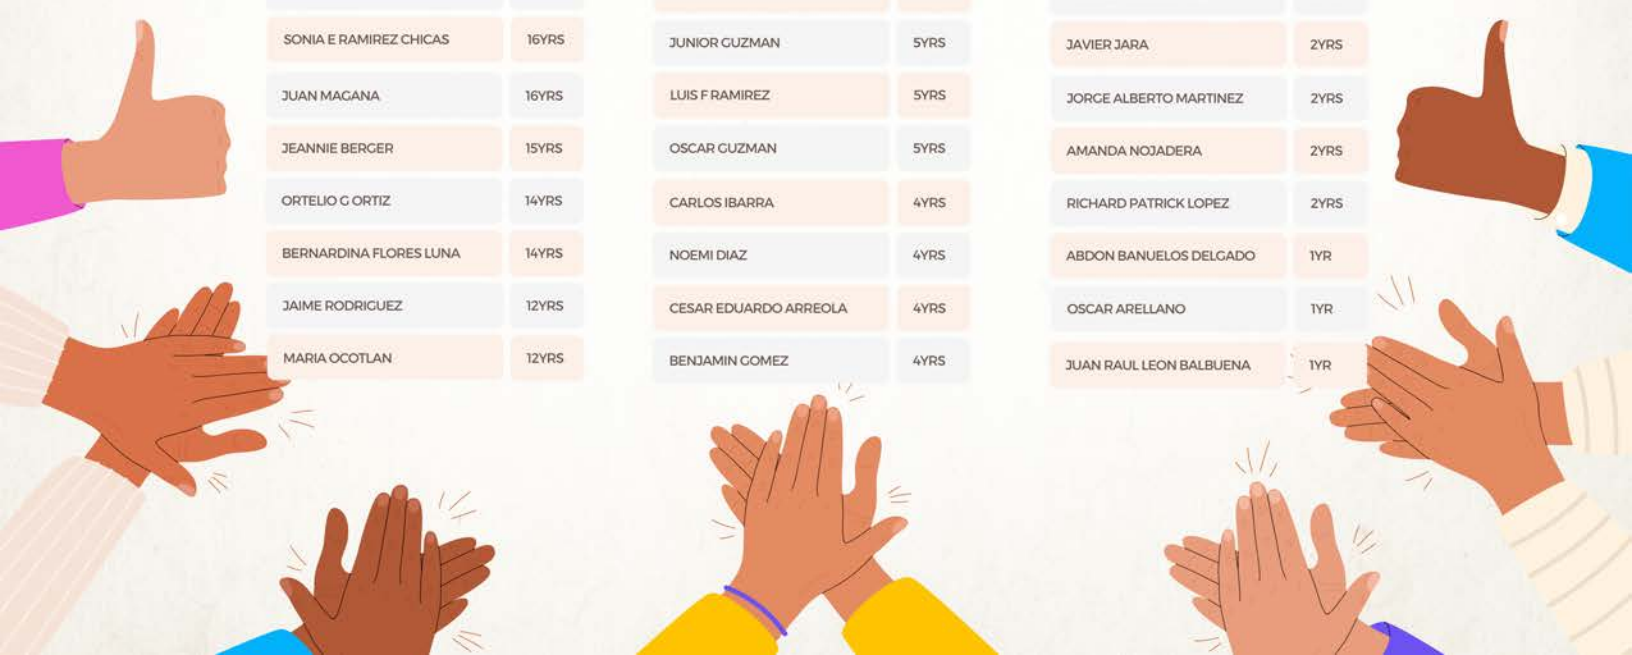 SONIA E RAMIREZ CHICAS 16YRS
JUAN MAGANA 16YRS
JEANNIE BERGER 15YRS
ORTELIO G ORTIZ 14YRS
BERNARDINA FLORES LUNA 14YRS
JAIME RODRIGUEZ 12YRS
MARIA OCOTLAN 12YRS
JUNIOR GUZMAN 5YRS
LUIS F RAMIREZ 5YRS
OSCAR GUZMAN 5YRS
CARLOS IBARRA 4YRS
NOEMI DIAZ 4YRS
CESAR EDUARDO ARREOLA 4YRS
BENJAMIN GOMEZ 4YRS
JAVIER JARA 2YRS
JORGE ALBERTO MARTINEZ 2YRS
AMANDA NOJADERA 2YRS
RICHARD PATRICK LOPEZ 2YRS
ABDON BANUELOS DELGADO 1YR
OSCAR ARELLANO 1YR
JUAN RAUL LEON BALBUENA 1YR